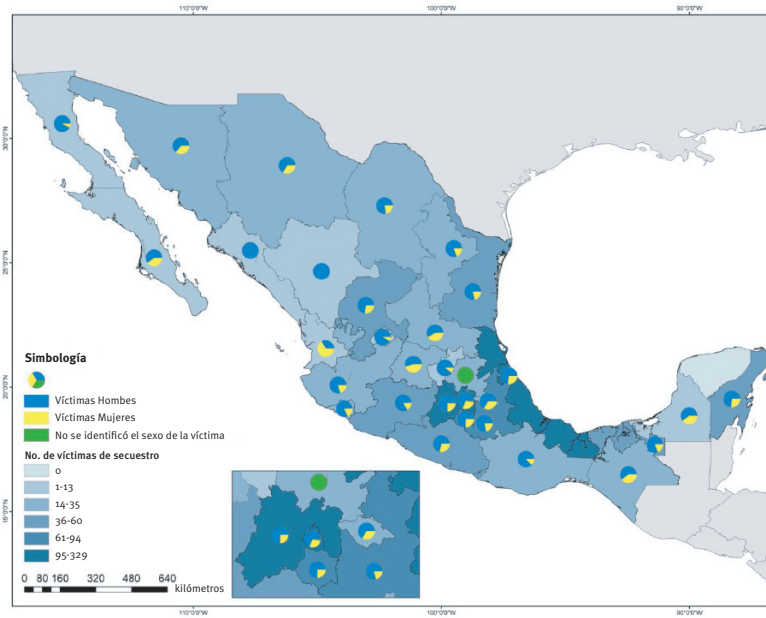 110°0'0"W 100°0'0"W 90°0'0"W
30°0'0"N
25°0'0"N
20°0'0"N
15°0'0"N
Simbología
Víctimas Hombes
Víctimas Mujeres
No se identificó el sexo de la víctima
No. de víctimas de secuestro
0
1-13
14-35
36-60
61-94
95-329
0 80 160 320 480 640
kilómetros
110°0'0"W 100°0'0"W 90°0'0"W